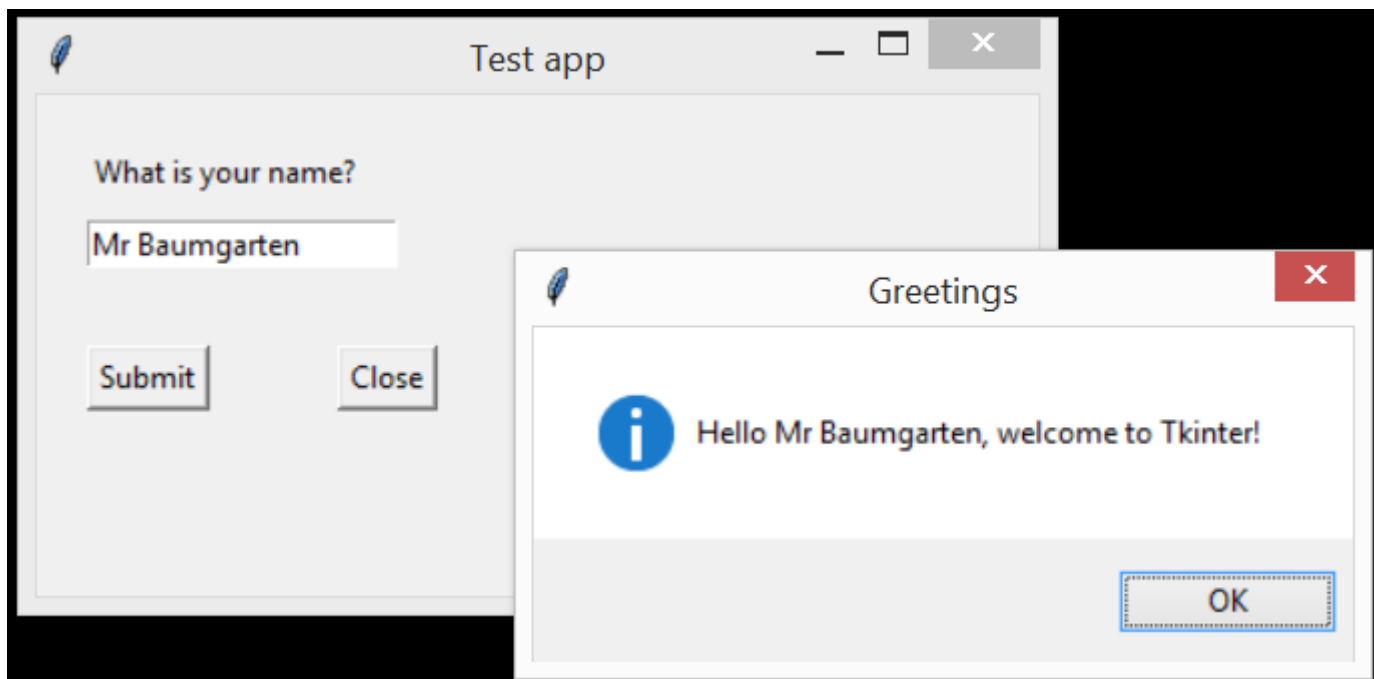 Test app
What is your name?
Mr Baumgarten
Submit Close
Greetings
Hello Mr Baumgarten, welcome to Tkinter!
OK